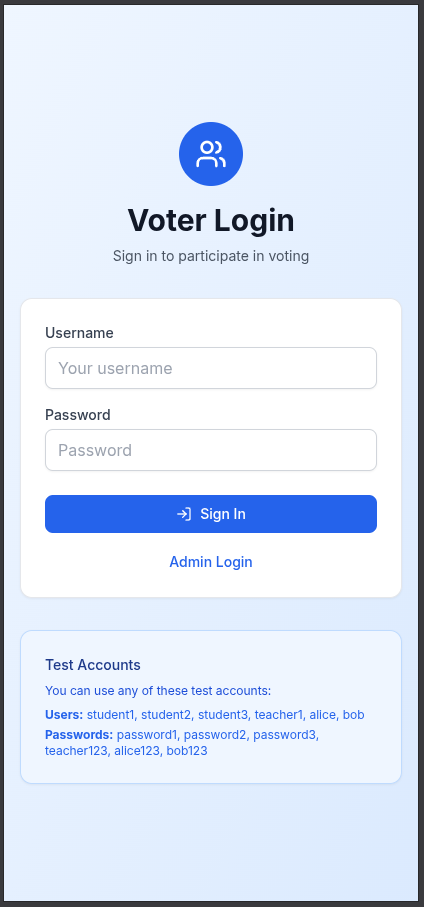 Voter Login
Sign in to participate in voting
Username
Your username
Password
Password
Sign In
Admin Login
Test Accounts
You can use any of these test accounts:
Users: student1, student2, student3, teacher1, alice, bob
Passwords: password1, password2, password3,
teacher123, alice123, bob123